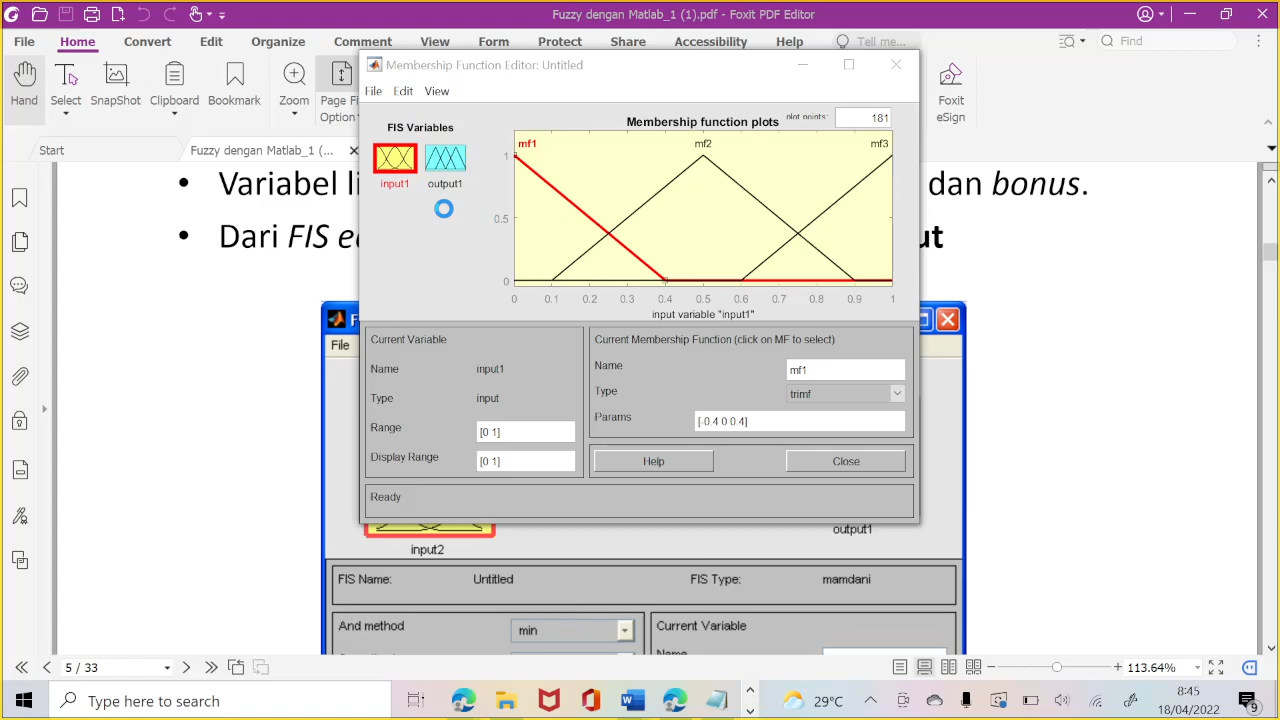 Fuzzy dengan Matlab_1 (1).pdf - Foxit PDF Editor
File Home Convert Edit Organize Comment View Form Protect Share Accessibility Help Tell me... Find
Hand Select SnapShot Clipboard Bookmark Zoom Page Fi
Option
Foxit
eSign
Start Fuzzy dengan Matlab_1 (...
Membership Function Editor: Untitled
File Edit View
FIS Variables
Membership function plots plot points: 181
input1 output1
mf1 mf2 mf3
1
0.5
0
0 0.1 0.2 0.3 0.4 0.5 0.6 0.7 0.8 0.9 1
input variable "input1"
Current Variable
Name input1
Type input
Range [0 1]
Display Range [0 1]
Current Membership Function (click on MF to select)
Name mf1
Type trimf
Params [-0.4 0 0.4]
Help Close
Ready
• Variabel li dan bonus.
• Dari FIS ed ut
File
input2 output1
FIS Name: Untitled FIS Type: mamdani
And method min Current Variable
5 / 33 113.64%
Type here to search
29°C
8:45
18/04/2022
9